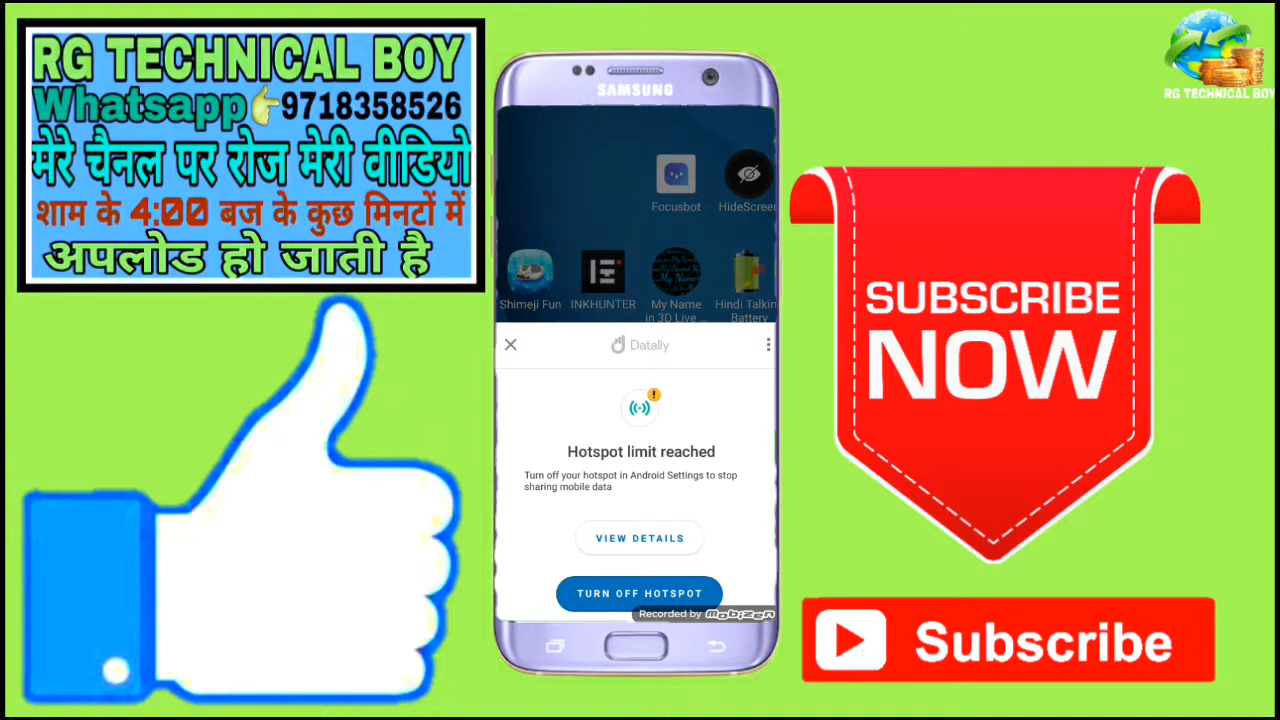 RG TECHNICAL BOY
Whatsapp👉9718358526
मेरे चैनल पर रोज मेरी वीडियो
शाम के 4:00 बज के कुछ मिनटों में
अपलोड हो जाती है
SAMSUNG
Focusbot
HideScreen
Shimeji Fun
INKHUNTER
My Name
in 3D Live ...
Hindi Talkin
Battery
Datally
Hotspot limit reached
Turn off your hotspot in Android Settings to stop
sharing mobile data
VIEW DETAILS
TURN OFF HOTSPOT
Recorded by mobizen
RG TECHNICAL BOY
SUBSCRIBE
NOW
Subscribe